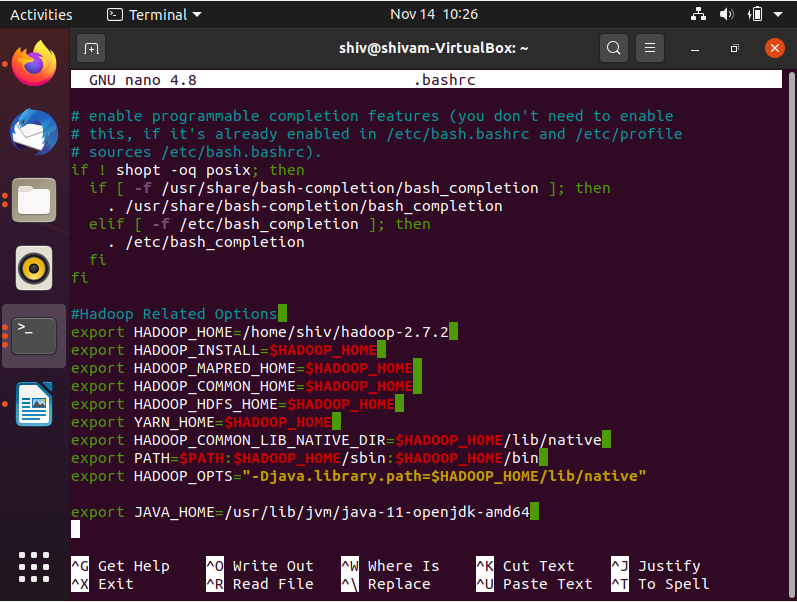 Activities Terminal Nov 14 10:26
shiv@shivam-VirtualBox: ~
GNU nano 4.8 .bashrc
# enable programmable completion features (you don't need to enable
# this, if it's already enabled in /etc/bash.bashrc and /etc/profile
# sources /etc/bash.bashrc).
if ! shopt -oq posix; then
  if [ -f /usr/share/bash-completion/bash_completion ]; then
    . /usr/share/bash-completion/bash_completion
  elif [ -f /etc/bash_completion ]; then
    . /etc/bash_completion
  fi
fi
#Hadoop Related Options
export HADOOP_HOME=/home/shiv/hadoop-2.7.2
export HADOOP_INSTALL=$HADOOP_HOME
export HADOOP_MAPRED_HOME=$HADOOP_HOME
export HADOOP_COMMON_HOME=$HADOOP_HOME
export HADOOP_HDFS_HOME=$HADOOP_HOME
export YARN_HOME=$HADOOP_HOME
export HADOOP_COMMON_LIB_NATIVE_DIR=$HADOOP_HOME/lib/native
export PATH=$PATH:$HADOOP_HOME/sbin:$HADOOP_HOME/bin
export HADOOP_OPTS="-Djava.library.path=$HADOOP_HOME/lib/native"
export JAVA_HOME=/usr/lib/jvm/java-11-openjdk-amd64
^G Get Help ^O Write Out ^W Where Is ^K Cut Text ^J Justify
^X Exit ^R Read File ^\ Replace ^U Paste Text ^T To Spell